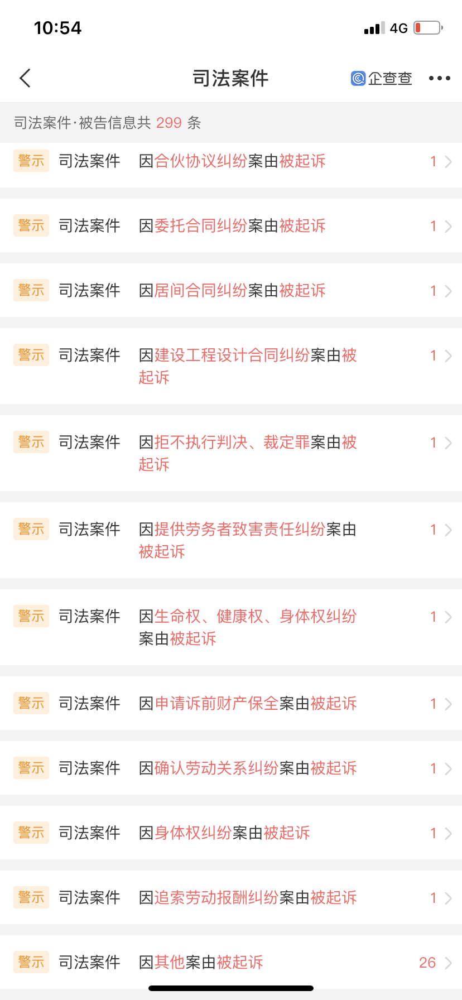 10:54 4G
司法案件 企查查
司法案件·被告信息共 299 条
警示 司法案件 因合伙协议纠纷案由被起诉 1
警示 司法案件 因委托合同纠纷案由被起诉 1
警示 司法案件 因居间合同纠纷案由被起诉 1
警示 司法案件 因建设工程设计合同纠纷案由被 1
起诉
警示 司法案件 因拒不执行判决、裁定罪案由被 1
起诉
警示 司法案件 因提供劳务者致害责任纠纷案由 1
被起诉
警示 司法案件 因生命权、健康权、身体权纠纷 1
案由被起诉
警示 司法案件 因申请诉前财产保全案由被起诉 1
警示 司法案件 因确认劳动关系纠纷案由被起诉 1
警示 司法案件 因身体权纠纷案由被起诉 1
警示 司法案件 因追索劳动报酬纠纷案由被起诉 1
警示 司法案件 因其他案由被起诉 26